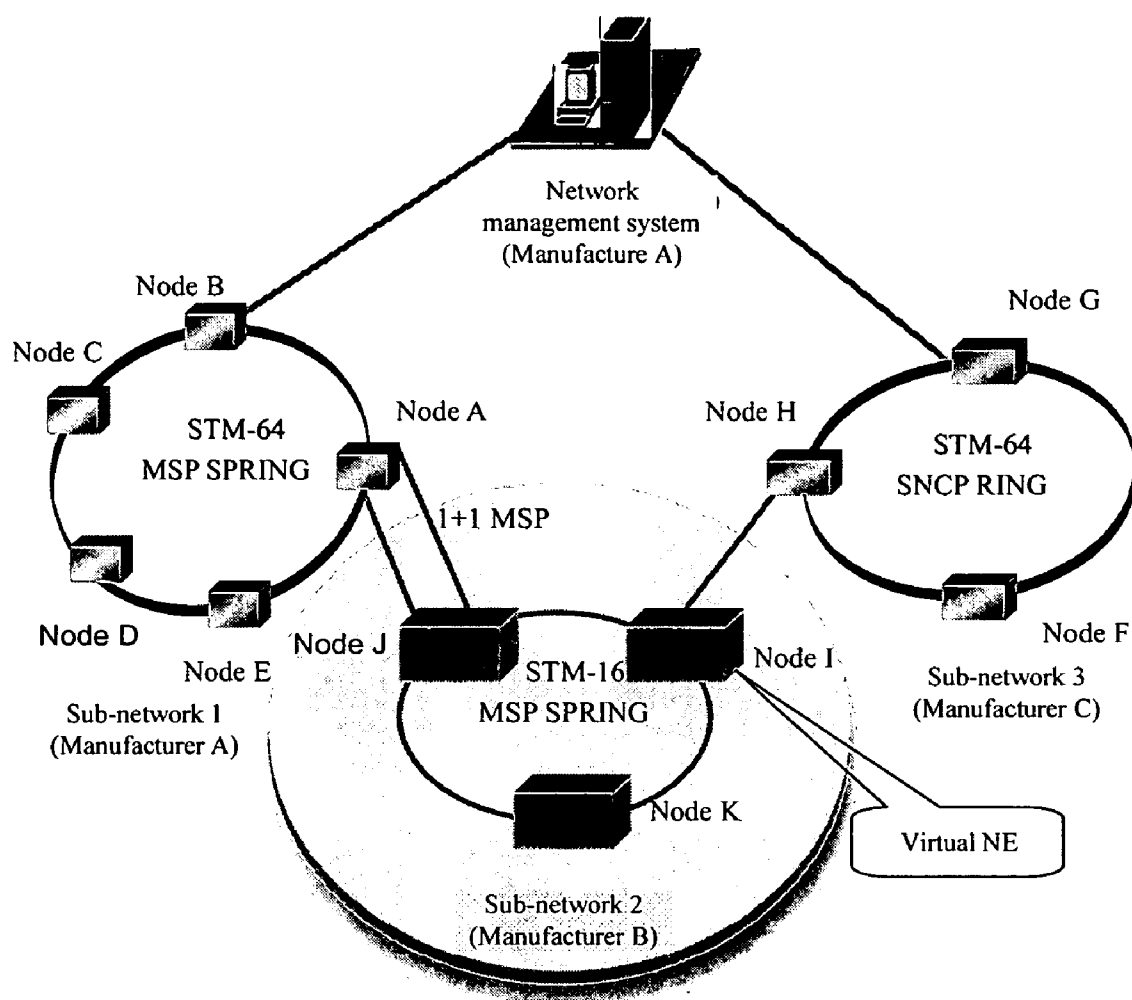 Network
management system
(Manufacture A)
Node B
Node G
Node C
Node A
Node H
STM-64
MSP SPRING
STM-64
SNCP RING
1+1 MSP
Node D
Node J
Node I
Node F
Node E
STM-16
MSP SPRING
Sub-network 1
(Manufacturer A)
Sub-network 3
(Manufacturer C)
Node K
Virtual NE
Sub-network 2
(Manufacturer B)